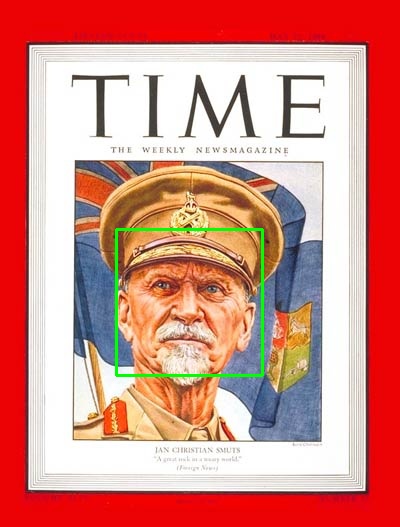 TIME
THE WEEKLY NEWSMAGAZINE
JAN CHRISTIAN SMUTS
"A great rock in a weary world."
(Foreign News)